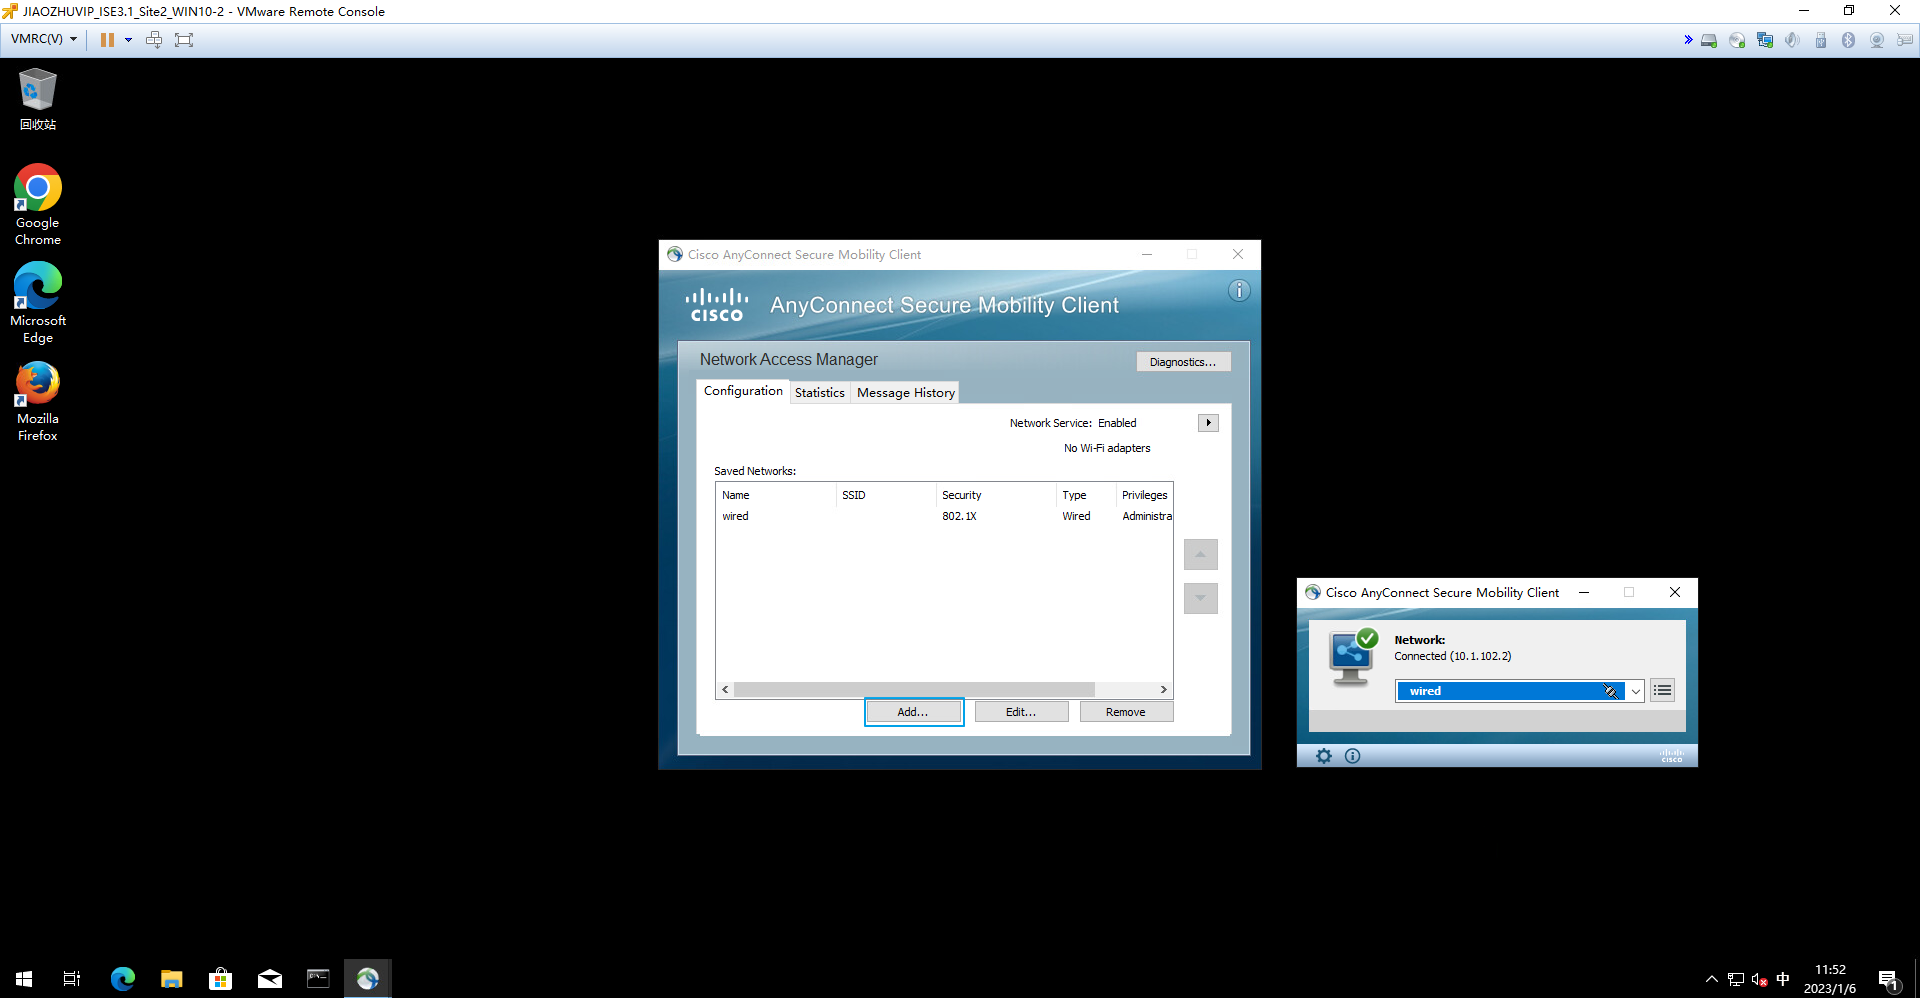 JIAOZHUVIP_ISE3.1_Site2_WIN10-2 - VMware Remote Console
VMRC(V)
回收站
Google
Chrome
Microsoft
Edge
Mozilla
Firefox
Cisco AnyConnect Secure Mobility Client
CISCO
AnyConnect Secure Mobility Client
Network Access Manager
Diagnostics...
Configuration
Statistics
Message History
Network Service: Enabled
No Wi-Fi adapters
Saved Networks:
Name SSID Security Type Privileges
wired 802.1X Wired Administra
Add...
Edit...
Remove
Cisco AnyConnect Secure Mobility Client
Network:
Connected (10.1.102.2)
wired
CISCO
中
11:52
2023/1/6
1